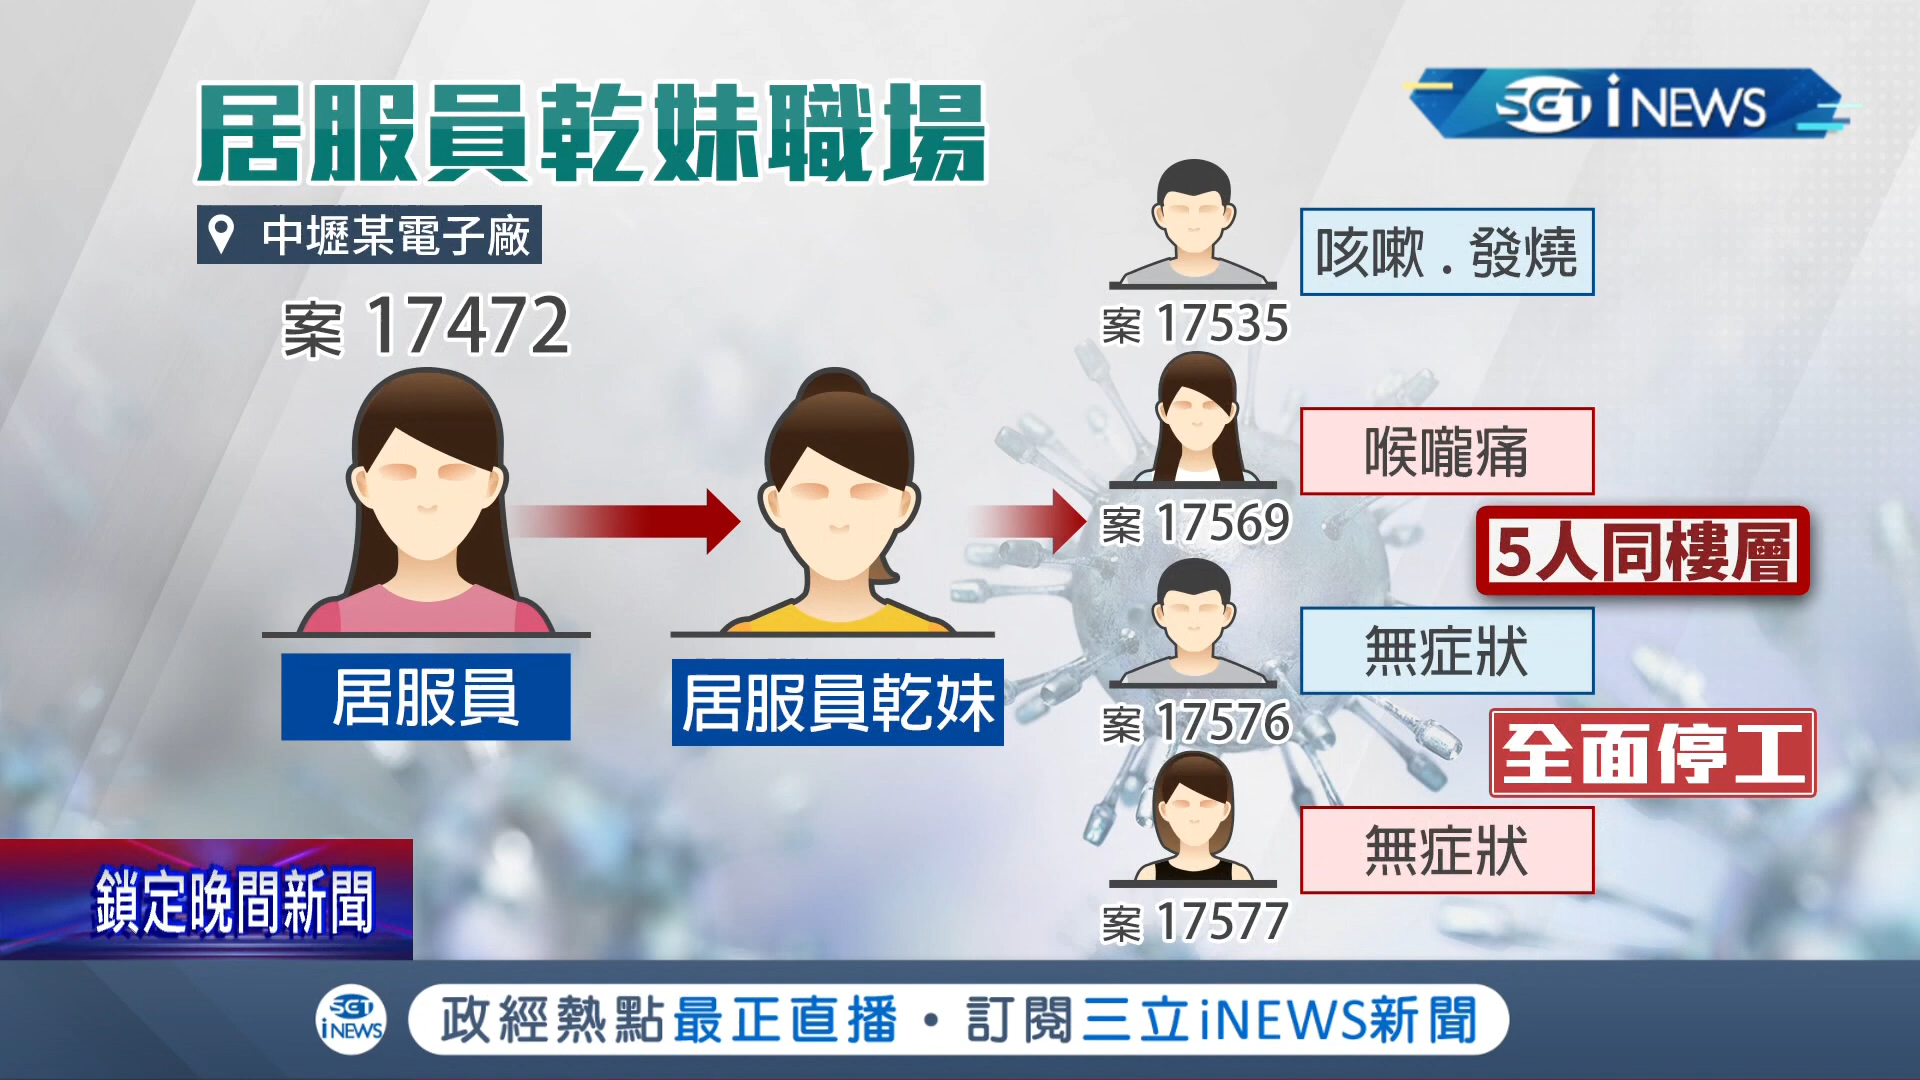 居服員乾妹職場
SET iNEWS
中壢某電子廠
案 17472
居服員
居服員乾妹
案 17535
咳嗽.發燒
案 17569
喉嚨痛
5人同樓層
案 17576
無症狀
全面停工
案 17577
無症狀
鎖定晚間新聞
SET iNEWS
政經熱點最正直播・訂閱三立iNEWS新聞